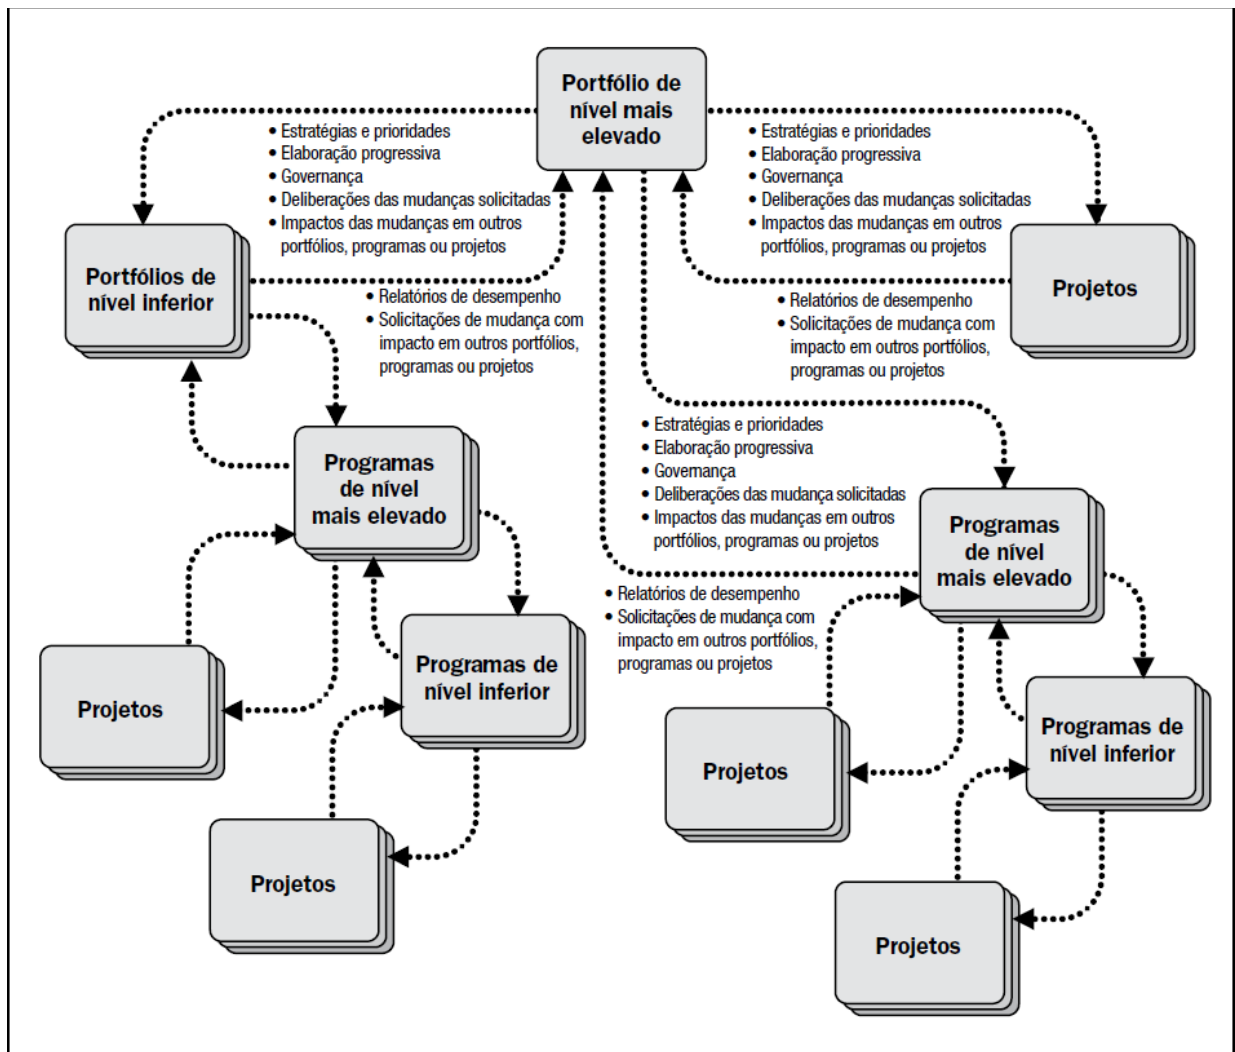 Portfólio de
nível mais
elevado
• Estratégias e prioridades
• Elaboração progressiva
• Governança
• Deliberações das mudanças solicitadas
• Impactos das mudanças em outros
portfólios, programas ou projetos
• Estratégias e prioridades
• Elaboração progressiva
• Governança
• Deliberações das mudanças solicitadas
• Impactos das mudanças em outros
portfólios, programas ou projetos
Portfólios de
nível inferior
Projetos
• Relatórios de desempenho
• Solicitações de mudança com
impacto em outros portfólios,
programas ou projetos
• Relatórios de desempenho
• Solicitações de mudança com
impacto em outros portfólios,
programas ou projetos
• Estratégias e prioridades
• Elaboração progressiva
• Governança
• Deliberações das mudança solicitadas
• Impactos das mudanças em outros
portfólios, programas ou projetos
Programas
de nível
mais elevado
Programas
de nível
mais elevado
• Relatórios de desempenho
• Solicitações de mudança com
impacto em outros portfólios,
programas ou projetos
Projetos
Programas de
nível inferior
Projetos
Programas de
nível inferior
Projetos
Projetos